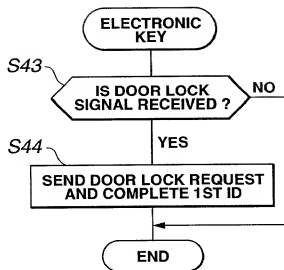 ELECTRONIC
KEY
S43
IS DOOR LOCK
SIGNAL RECEIVED ?
NO
YES
S44
SEND DOOR LOCK REQUEST
AND COMPLETE 1ST ID
END